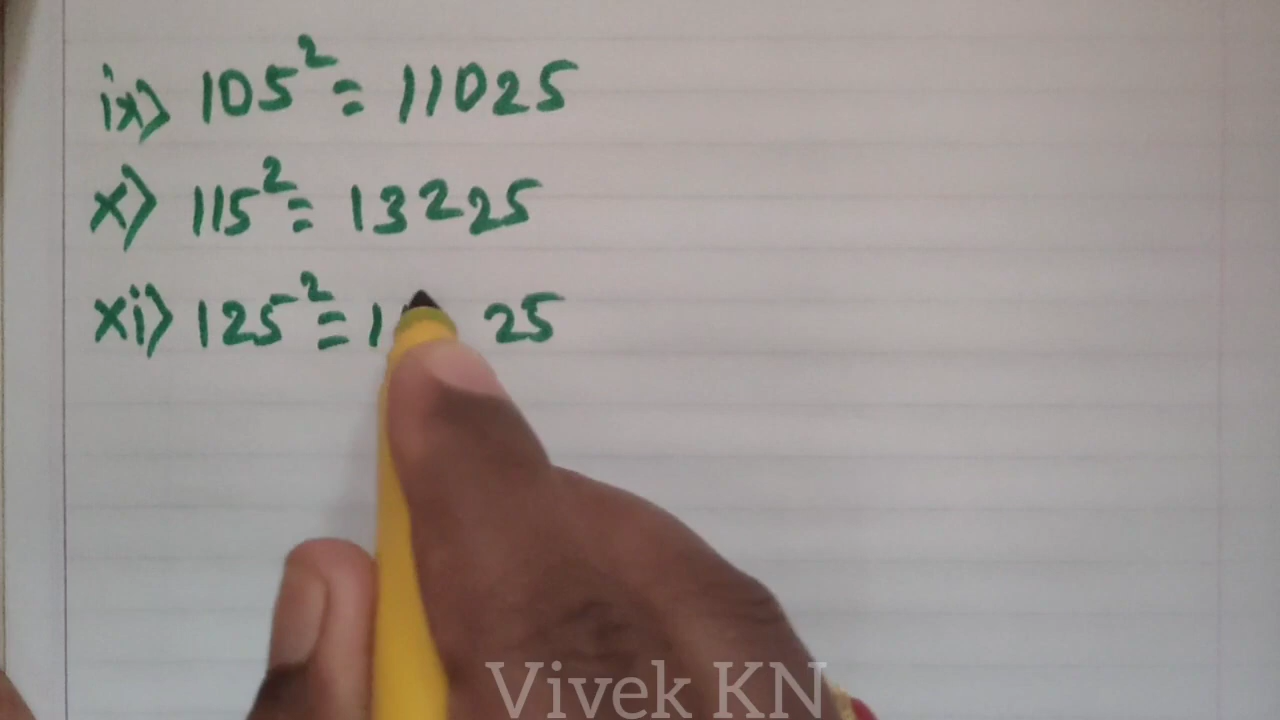 ix) 105² = 11025
x) 115² = 13225
xi) 125² = 1 25
Vivek KN